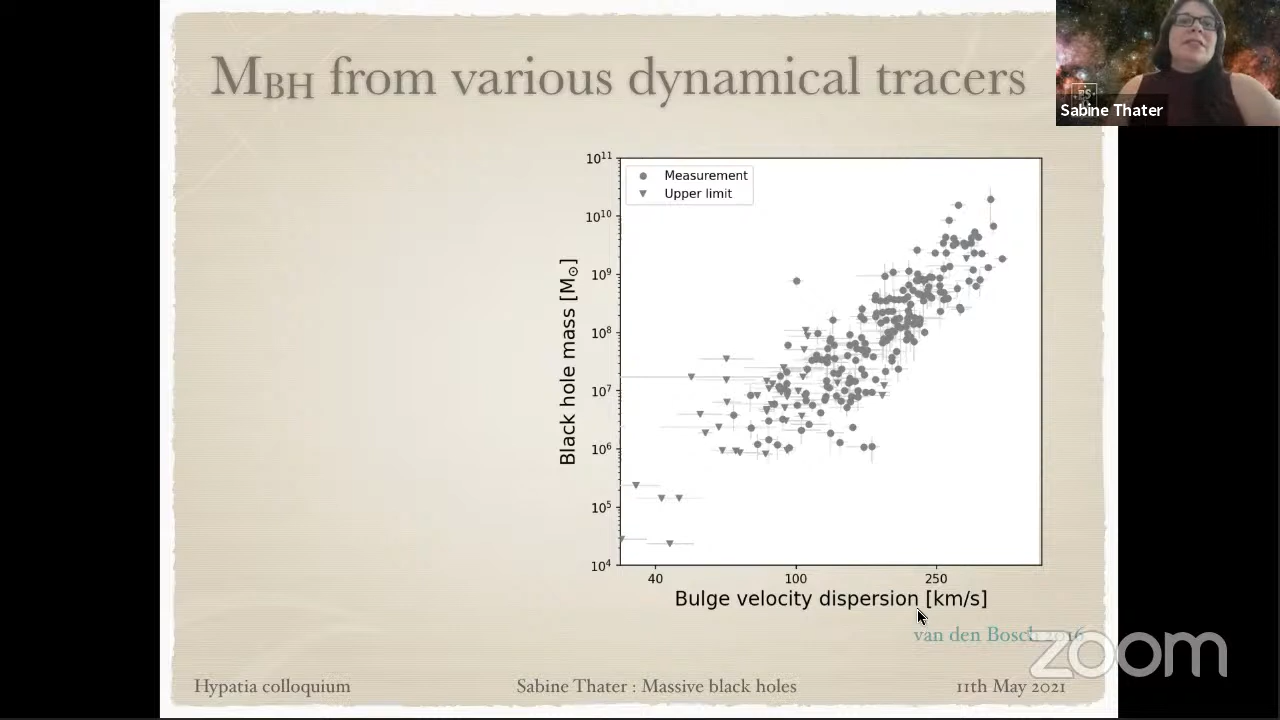 MBH from various dynamical tracers
Sabine Thater
Measurement
Upper limit
10¹¹
10¹⁰
10⁹
10⁸
10⁷
10⁶
10⁵
10⁴
Black hole mass [M☉]
40
100
250
Bulge velocity dispersion [km/s]
van den Bosch 2016
zoom
Hypatia colloquium
Sabine Thater : Massive black holes
11th May 2021